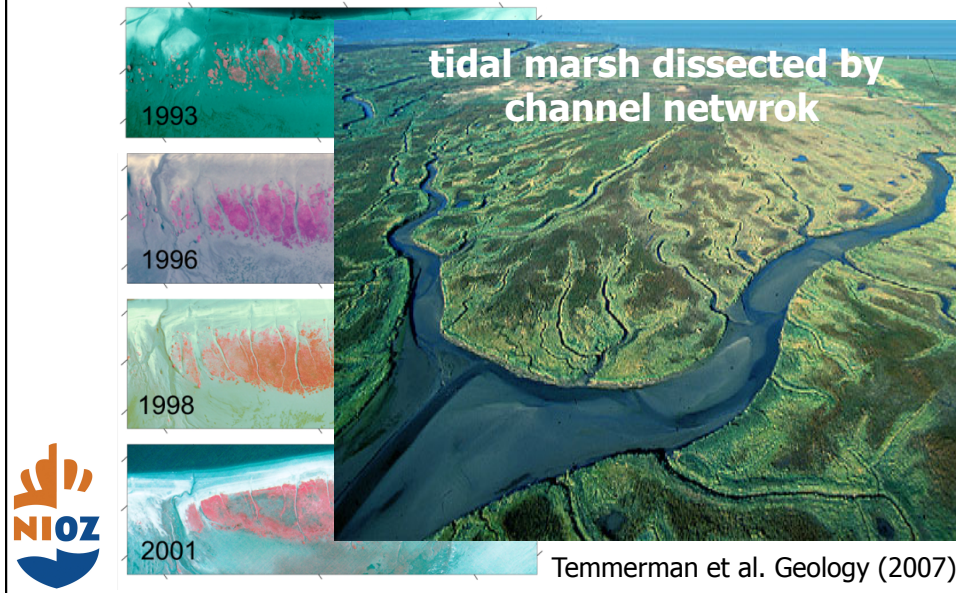 tidal marsh dissected by
channel netwrok
1993
1996
1998
2001
NIOZ
Temmerman et al. Geology (2007)